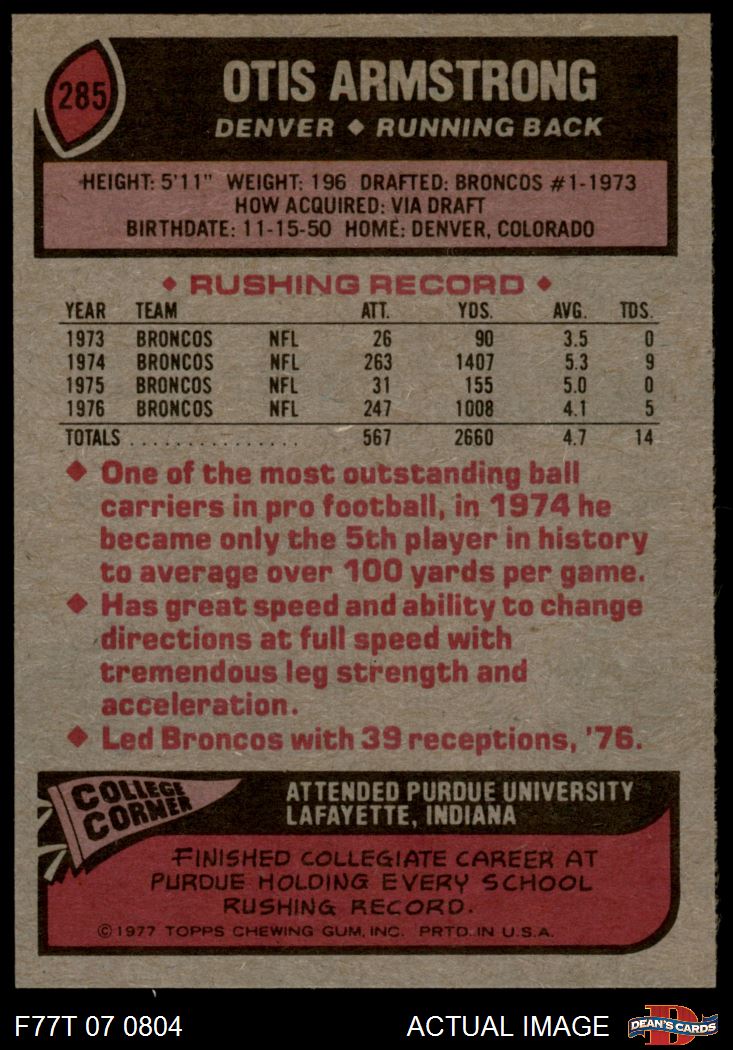 285
OTIS ARMSTRONG
DENVER ◆ RUNNING BACK
HEIGHT: 5'11" WEIGHT: 196 DRAFTED: BRONCOS #1-1973
HOW ACQUIRED: VIA DRAFT
BIRTHDATE: 11-15-50 HOME: DENVER, COLORADO
◆ RUSHING RECORD ◆
YEAR TEAM ATT. YDS. AVG. TDS.
1973 BRONCOS NFL 26 90 3.5 0
1974 BRONCOS NFL 263 1407 5.3 9
1975 BRONCOS NFL 31 155 5.0 0
1976 BRONCOS NFL 247 1008 4.1 5
TOTALS . . . . . . . . . . . . . . . 567 2660 4.7 14
◆ One of the most outstanding ball
carriers in pro football, in 1974 he
became only the 5th player in history
to average over 100 yards per game.
◆ Has great speed and ability to change
directions at full speed with
tremendous leg strength and
acceleration.
◆ Led Broncos with 39 receptions, '76.
COLLEGE
CORNER
ATTENDED PURDUE UNIVERSITY
LAFAYETTE, INDIANA
FINISHED COLLEGIATE CAREER AT
PURDUE HOLDING EVERY SCHOOL
RUSHING RECORD.
©1977 TOPPS CHEWING GUM, INC. PRTD. IN U.S.A.
F77T 07 0804
ACTUAL IMAGE
D
DEAN'S CARDS